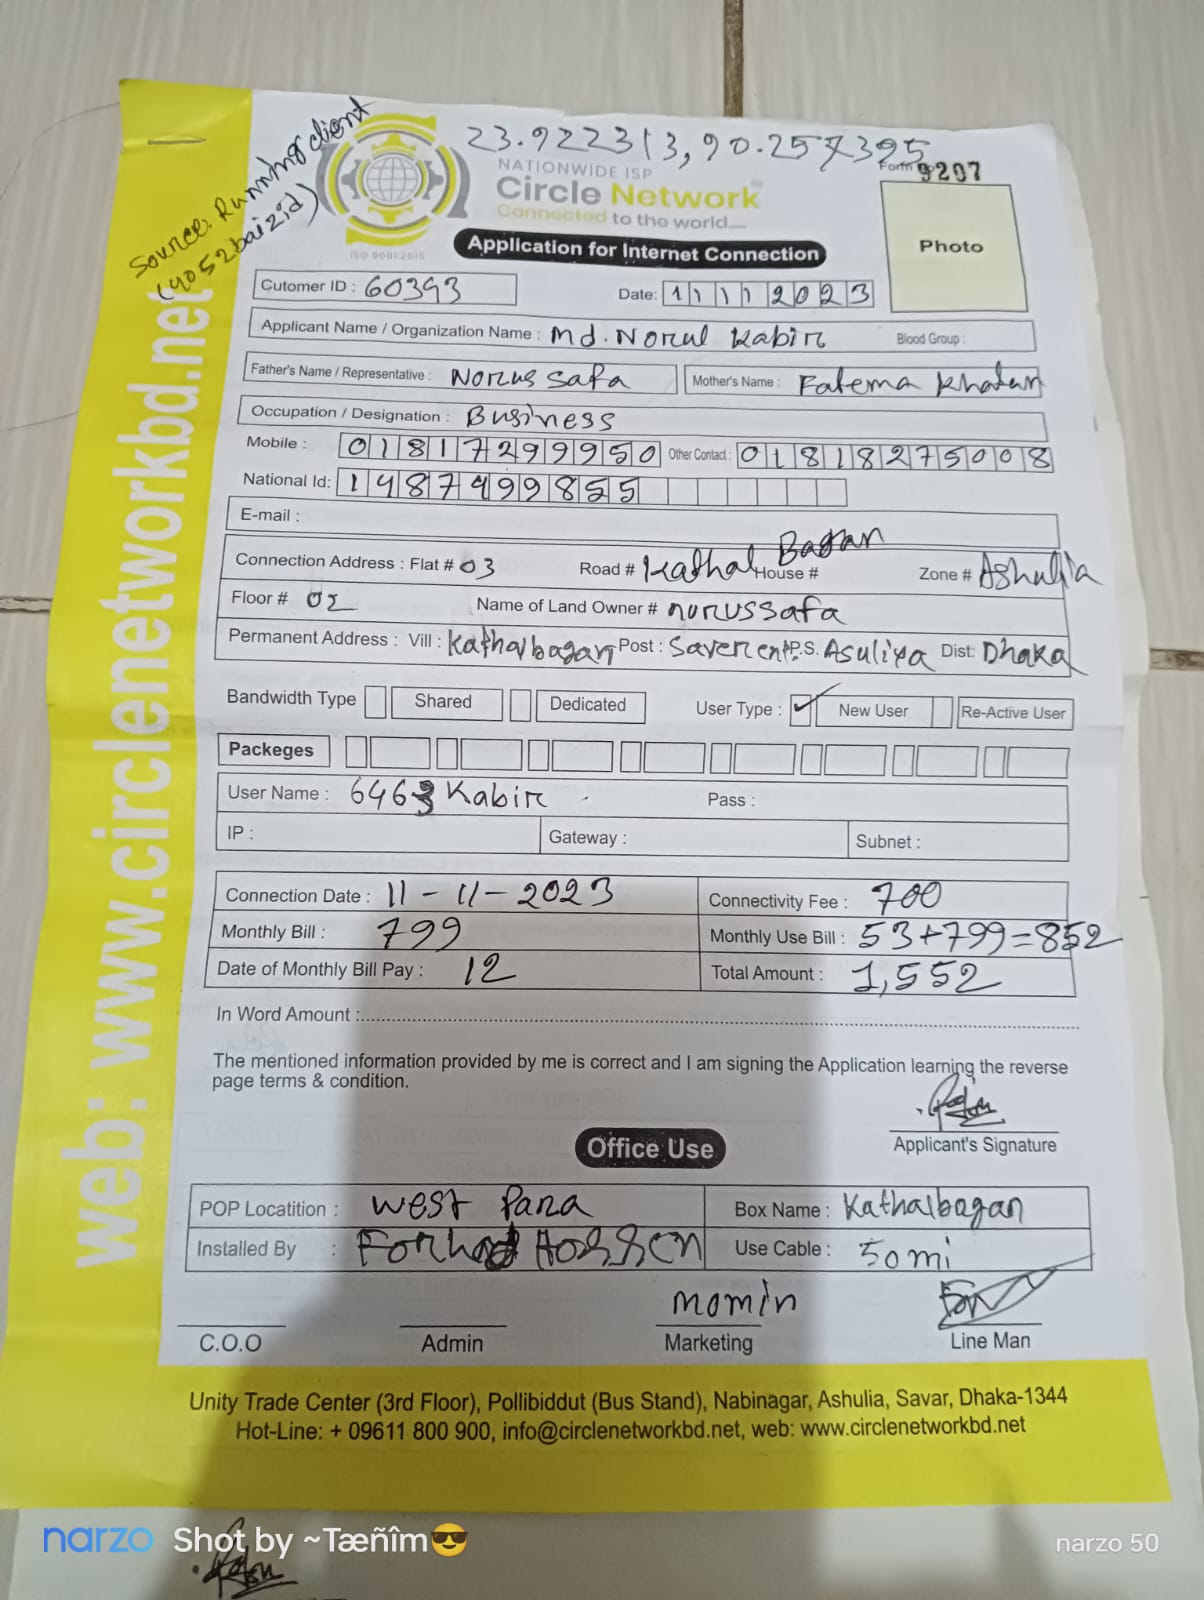 23.922313, 90.257395
Source: Running client
(4052baizid)
NATIONWIDE ISP
Circle Network
Connected to the world....
ISO 9001:2015
Form 9207
Photo
Application for Internet Connection
Cutomer ID : 60393
Date: 11112023
Applicant Name / Organization Name : Md. Norul Kabir Blood Group :
Father's Name / Representative : Norussafa Mother's Name : Fatema Khatun
Occupation / Designation : Business
Mobile : 01817299950 Other Contact : 01818275008
National Id: 1487499855
E-mail :
Connection Address : Flat # 03 Road # Kathal Bagan House # Zone # Ashulia
Floor # 02 Name of Land Owner # norussafa
Permanent Address : Vill : Kathalbagan Post : Saver cent P.S. Asuliya Dist: Dhaka
Bandwidth Type Shared Dedicated User Type : ✓ New User Re-Active User
Packeges
User Name : 6463 Kabir Pass :
IP : Gateway : Subnet :
Connection Date : 11-11-2023 Connectivity Fee : 700
Monthly Bill : 799 Monthly Use Bill : 53+799=852
Date of Monthly Bill Pay : 12 Total Amount : 1,552
In Word Amount :
The mentioned information provided by me is correct and I am signing the Application learning the reverse
page terms & condition.
Applicant's Signature
Office Use
POP Locatition : West Para Box Name : Kathalbagan
Installed By : Forhad Hossen Use Cable : 50 mi
momin
C.O.O Admin Marketing Line Man
Unity Trade Center (3rd Floor), Pollibiddut (Bus Stand), Nabinagar, Ashulia, Savar, Dhaka-1344
Hot-Line: + 09611 800 900, info@circlenetworkbd.net, web: www.circlenetworkbd.net
web: www.circlenetworkbd.net
narzo Shot by ~Tæñîm😎 narzo 50